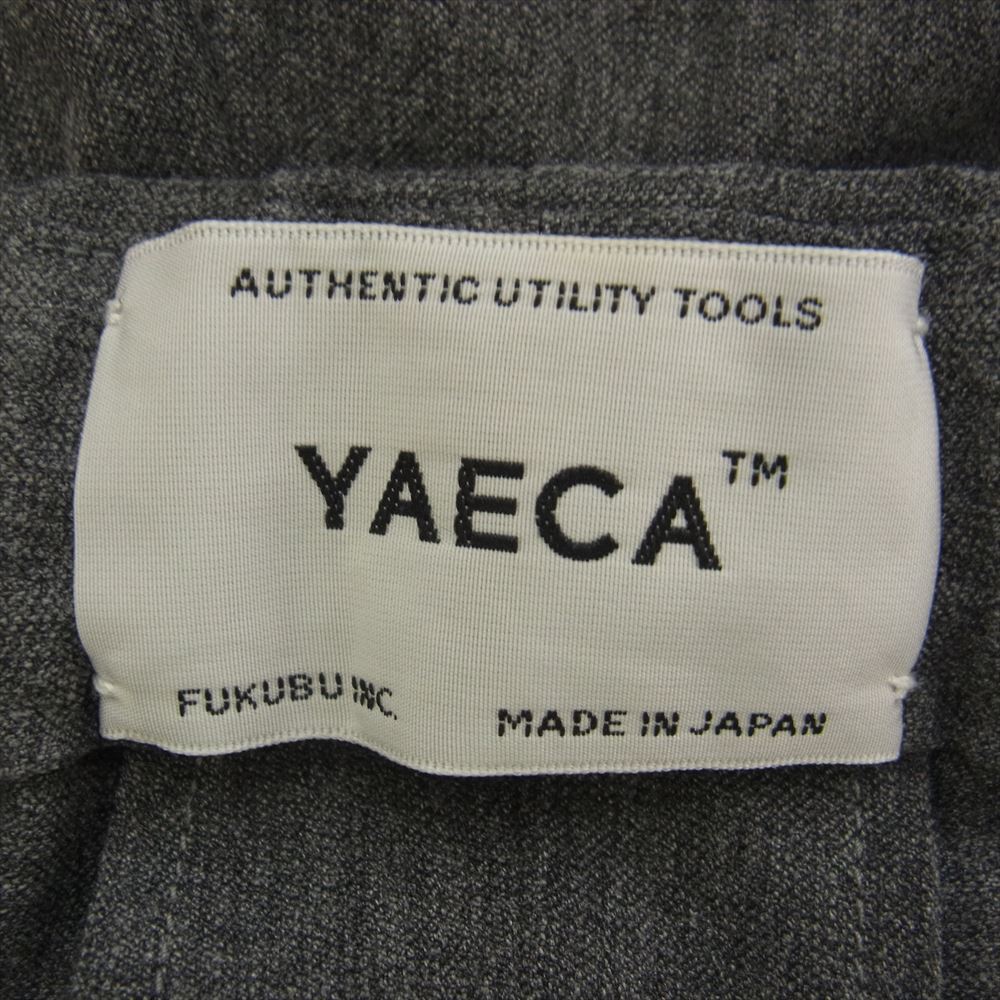 AUTHENTIC UTILITY TOOLS
YAECA™
FUKUBU INC.
MADE IN JAPAN